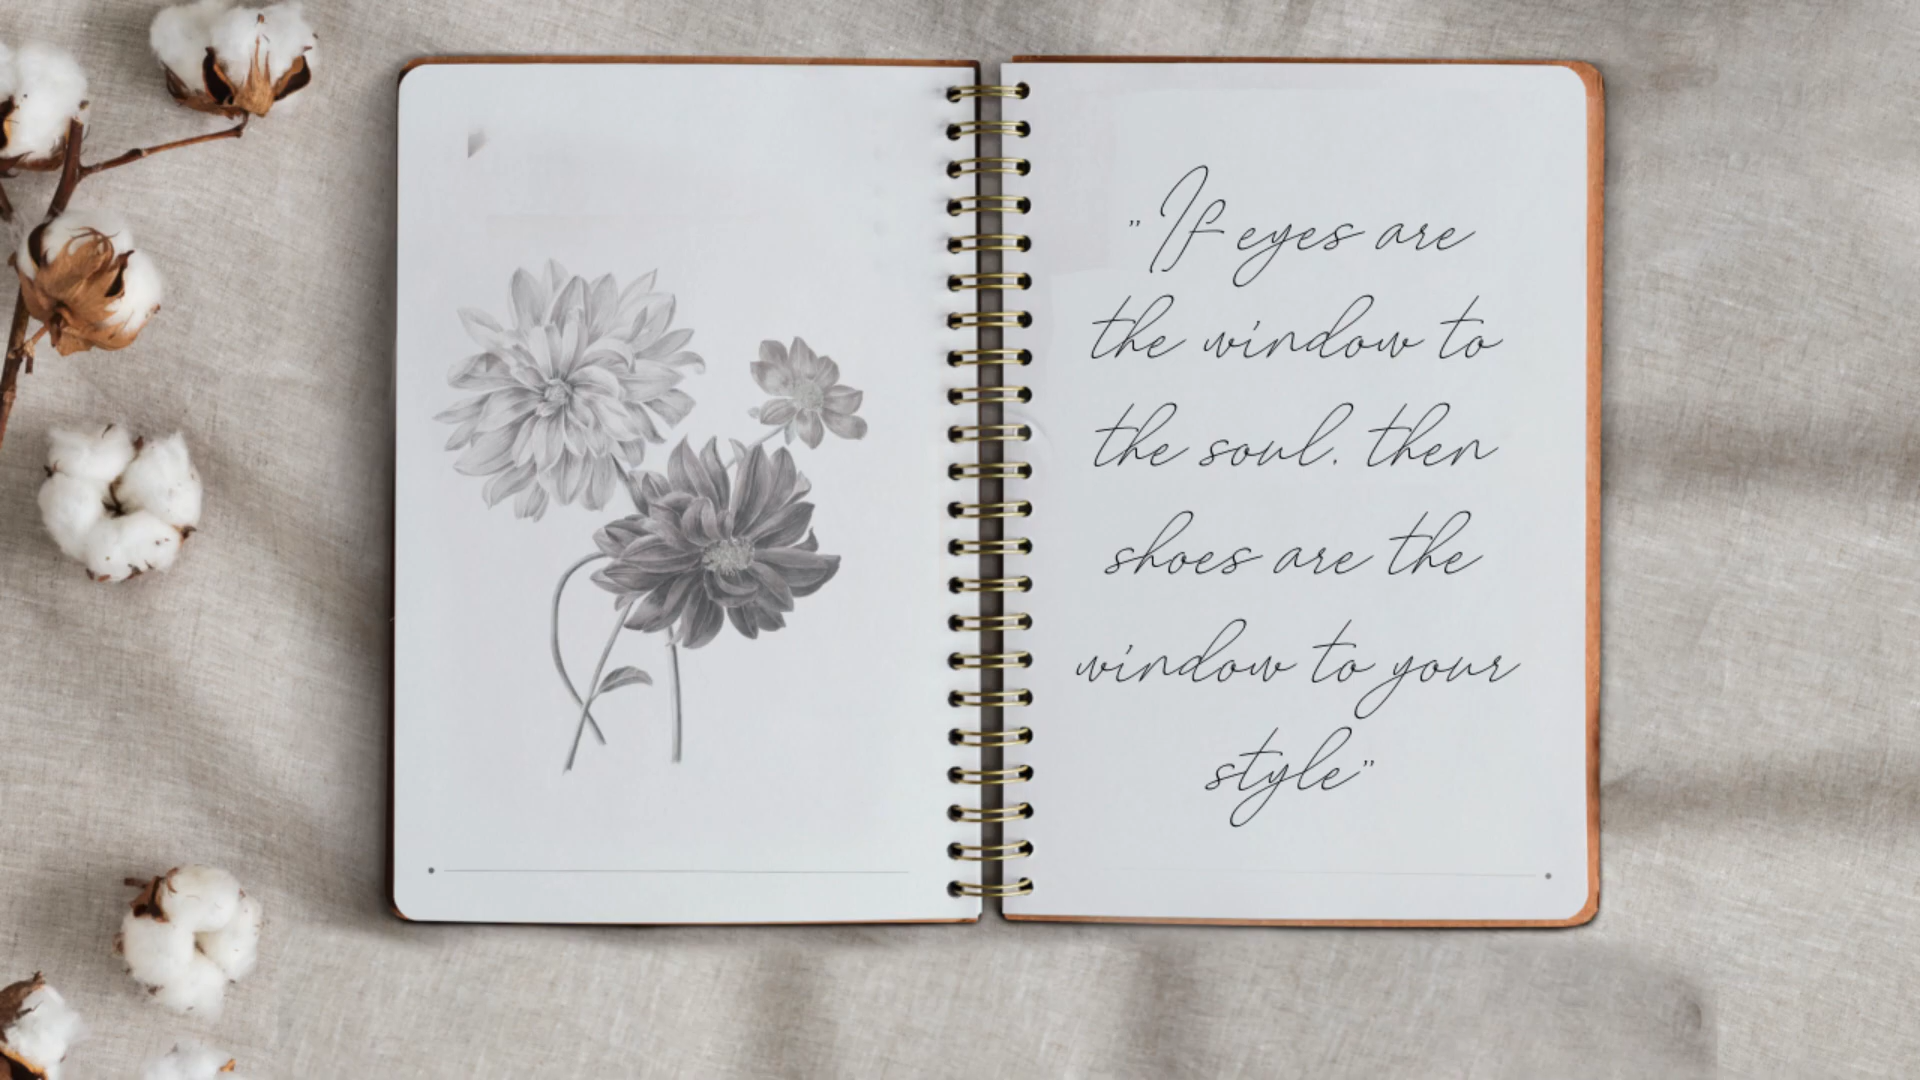 "If eyes are
the window to
the soul. then
shoes are the
window to your
style"